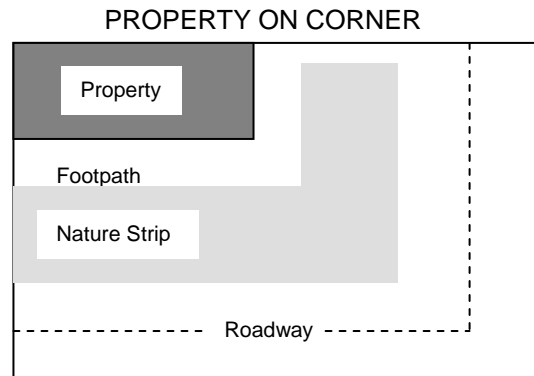 PROPERTY ON CORNER
Property
Footpath
Nature Strip
Roadway